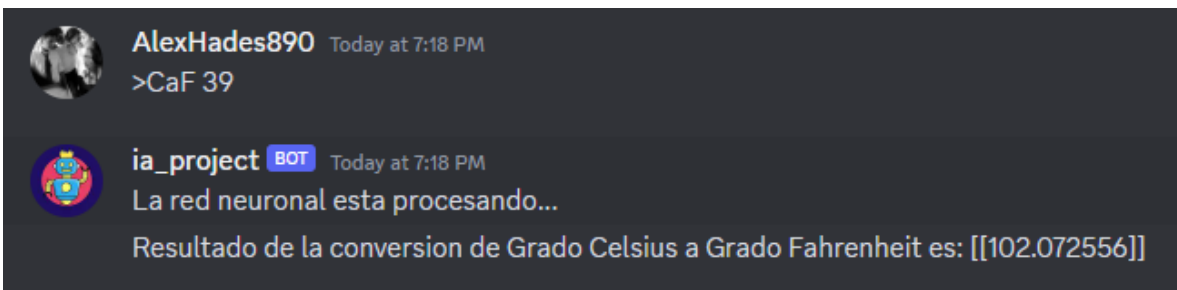 AlexHades890 Today at 7:18 PM
>CaF 39
ia_project BOT Today at 7:18 PM
La red neuronal esta procesando...
Resultado de la conversion de Grado Celsius a Grado Fahrenheit es: [[102.072556]]